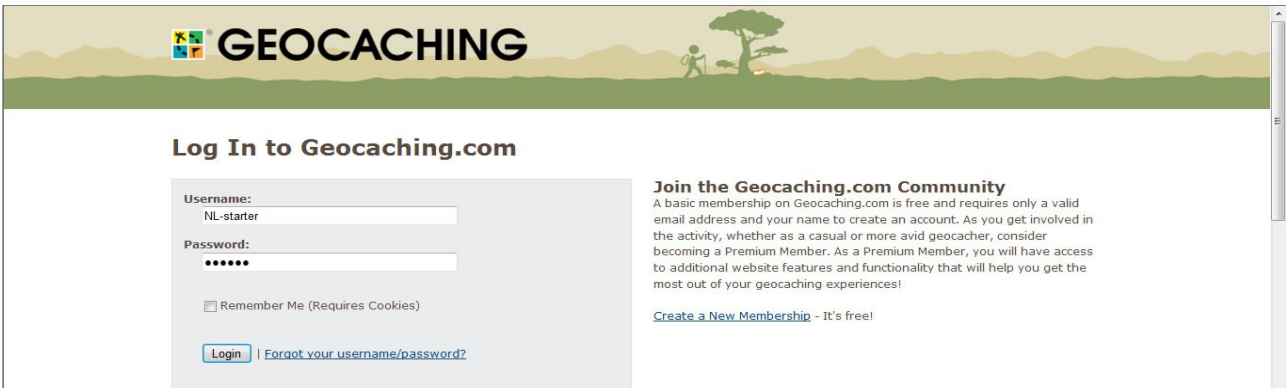 GEOCACHING
Log In to Geocaching.com
Username:
NL-starter
Password:
••••••
Remember Me (Requires Cookies)
Login | Forgot your username/password?
Join the Geocaching.com Community
A basic membership on Geocaching.com is free and requires only a valid
email address and your name to create an account. As you get involved in
the activity, whether as a casual or more avid geocacher, consider
becoming a Premium Member. As a Premium Member, you will have access
to additional website features and functionality that will help you get the
most out of your geocaching experiences!
Create a New Membership - It's free!